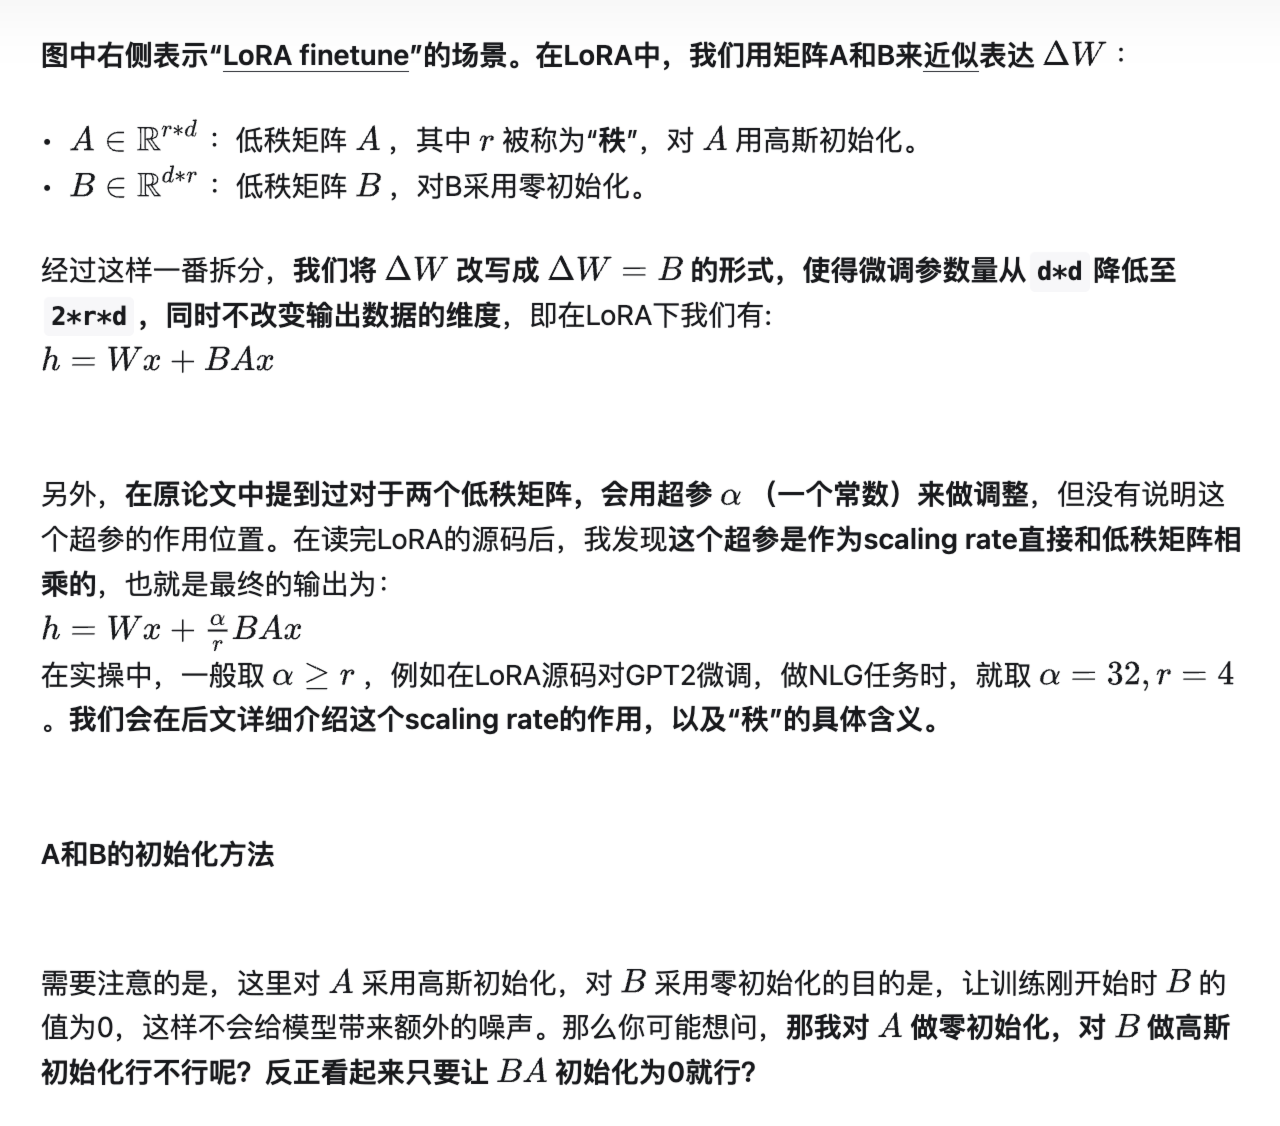 图中右侧表示“LoRA finetune”的场景。在LoRA中，我们用矩阵A和B来近似表达 ΔW：
· A ∈ ℝ^{r∗d}： 低秩矩阵 A，其中 r 被称为“秩”，对 A 用高斯初始化。
· B ∈ ℝ^{d∗r}： 低秩矩阵 B，对B采用零初始化。
经过这样一番拆分，我们将 ΔW 改写成 ΔW = B 的形式，使得微调参数量从 d*d 降低至
2*r*d ，同时不改变输出数据的维度，即在LoRA下我们有:
h = Wx + BAx
另外，在原论文中提到过对于两个低秩矩阵，会用超参 α （一个常数）来做调整，但没有说明这
个超参的作用位置。在读完LoRA的源码后，我发现这个超参是作为scaling rate直接和低秩矩阵相
乘的，也就是最终的输出为：
h = Wx + \frac{α}{r}BAx
在实操中，一般取 α ≥ r，例如在LoRA源码对GPT2微调，做NLG任务时，就取 α = 32, r = 4
。我们会在后文详细介绍这个scaling rate的作用，以及“秩”的具体含义。
A和B的初始化方法
需要注意的是，这里对 A 采用高斯初始化，对 B 采用零初始化的目的是，让训练刚开始时 B 的
值为0，这样不会给模型带来额外的噪声。那么你可能想问，那我对 A 做零初始化，对 B 做高斯
初始化行不行呢？反正看起来只要让 BA 初始化为0就行？